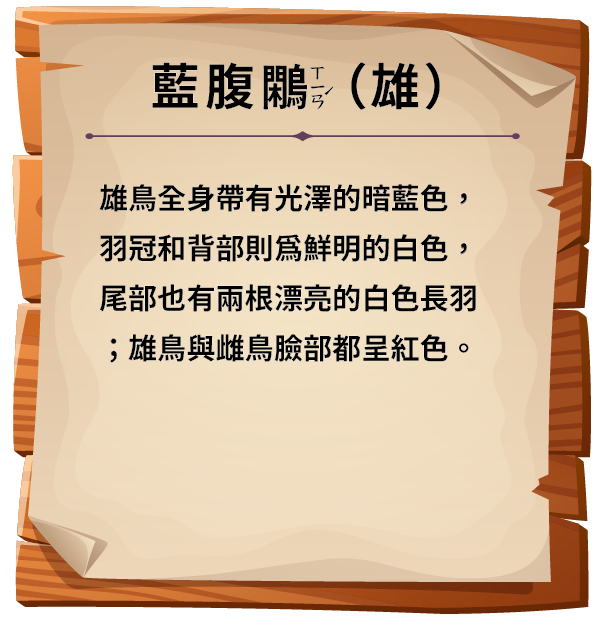 藍腹鷴ㄒㄧㄢˊ（雄）
雄鳥全身帶有光澤的暗藍色，
羽冠和背部則為鮮明的白色，
尾部也有兩根漂亮的白色長羽
；雄鳥與雌鳥臉部都呈紅色。